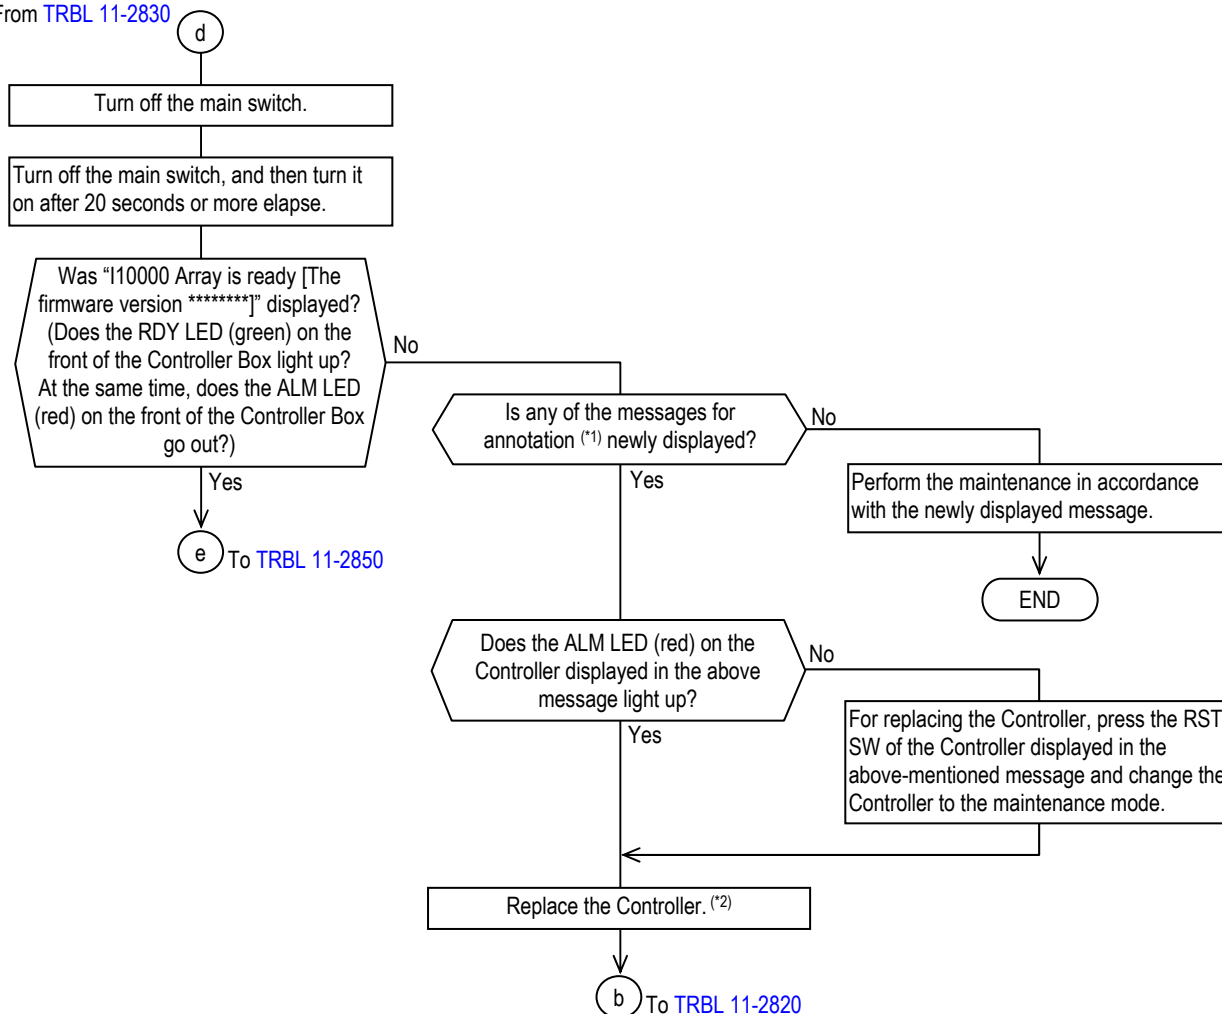 From TRBL 11-2830
d
Turn off the main switch.
Turn off the main switch, and then turn it
on after 20 seconds or more elapse.
Was “I10000 Array is ready [The
firmware version ********]” displayed?
(Does the RDY LED (green) on the
front of the Controller Box light up?
At the same time, does the ALM LED
(red) on the front of the Controller Box
go out?)
No
Yes
e
To TRBL 11-2850
Is any of the messages for
annotation (*1) newly displayed?
No
Yes
Perform the maintenance in accordance
with the newly displayed message.
END
Does the ALM LED (red) on the
Controller displayed in the above
message light up?
No
Yes
For replacing the Controller, press the RST
SW of the Controller displayed in the
above-mentioned message and change the
Controller to the maintenance mode.
Replace the Controller. (*2)
b
To TRBL 11-2820